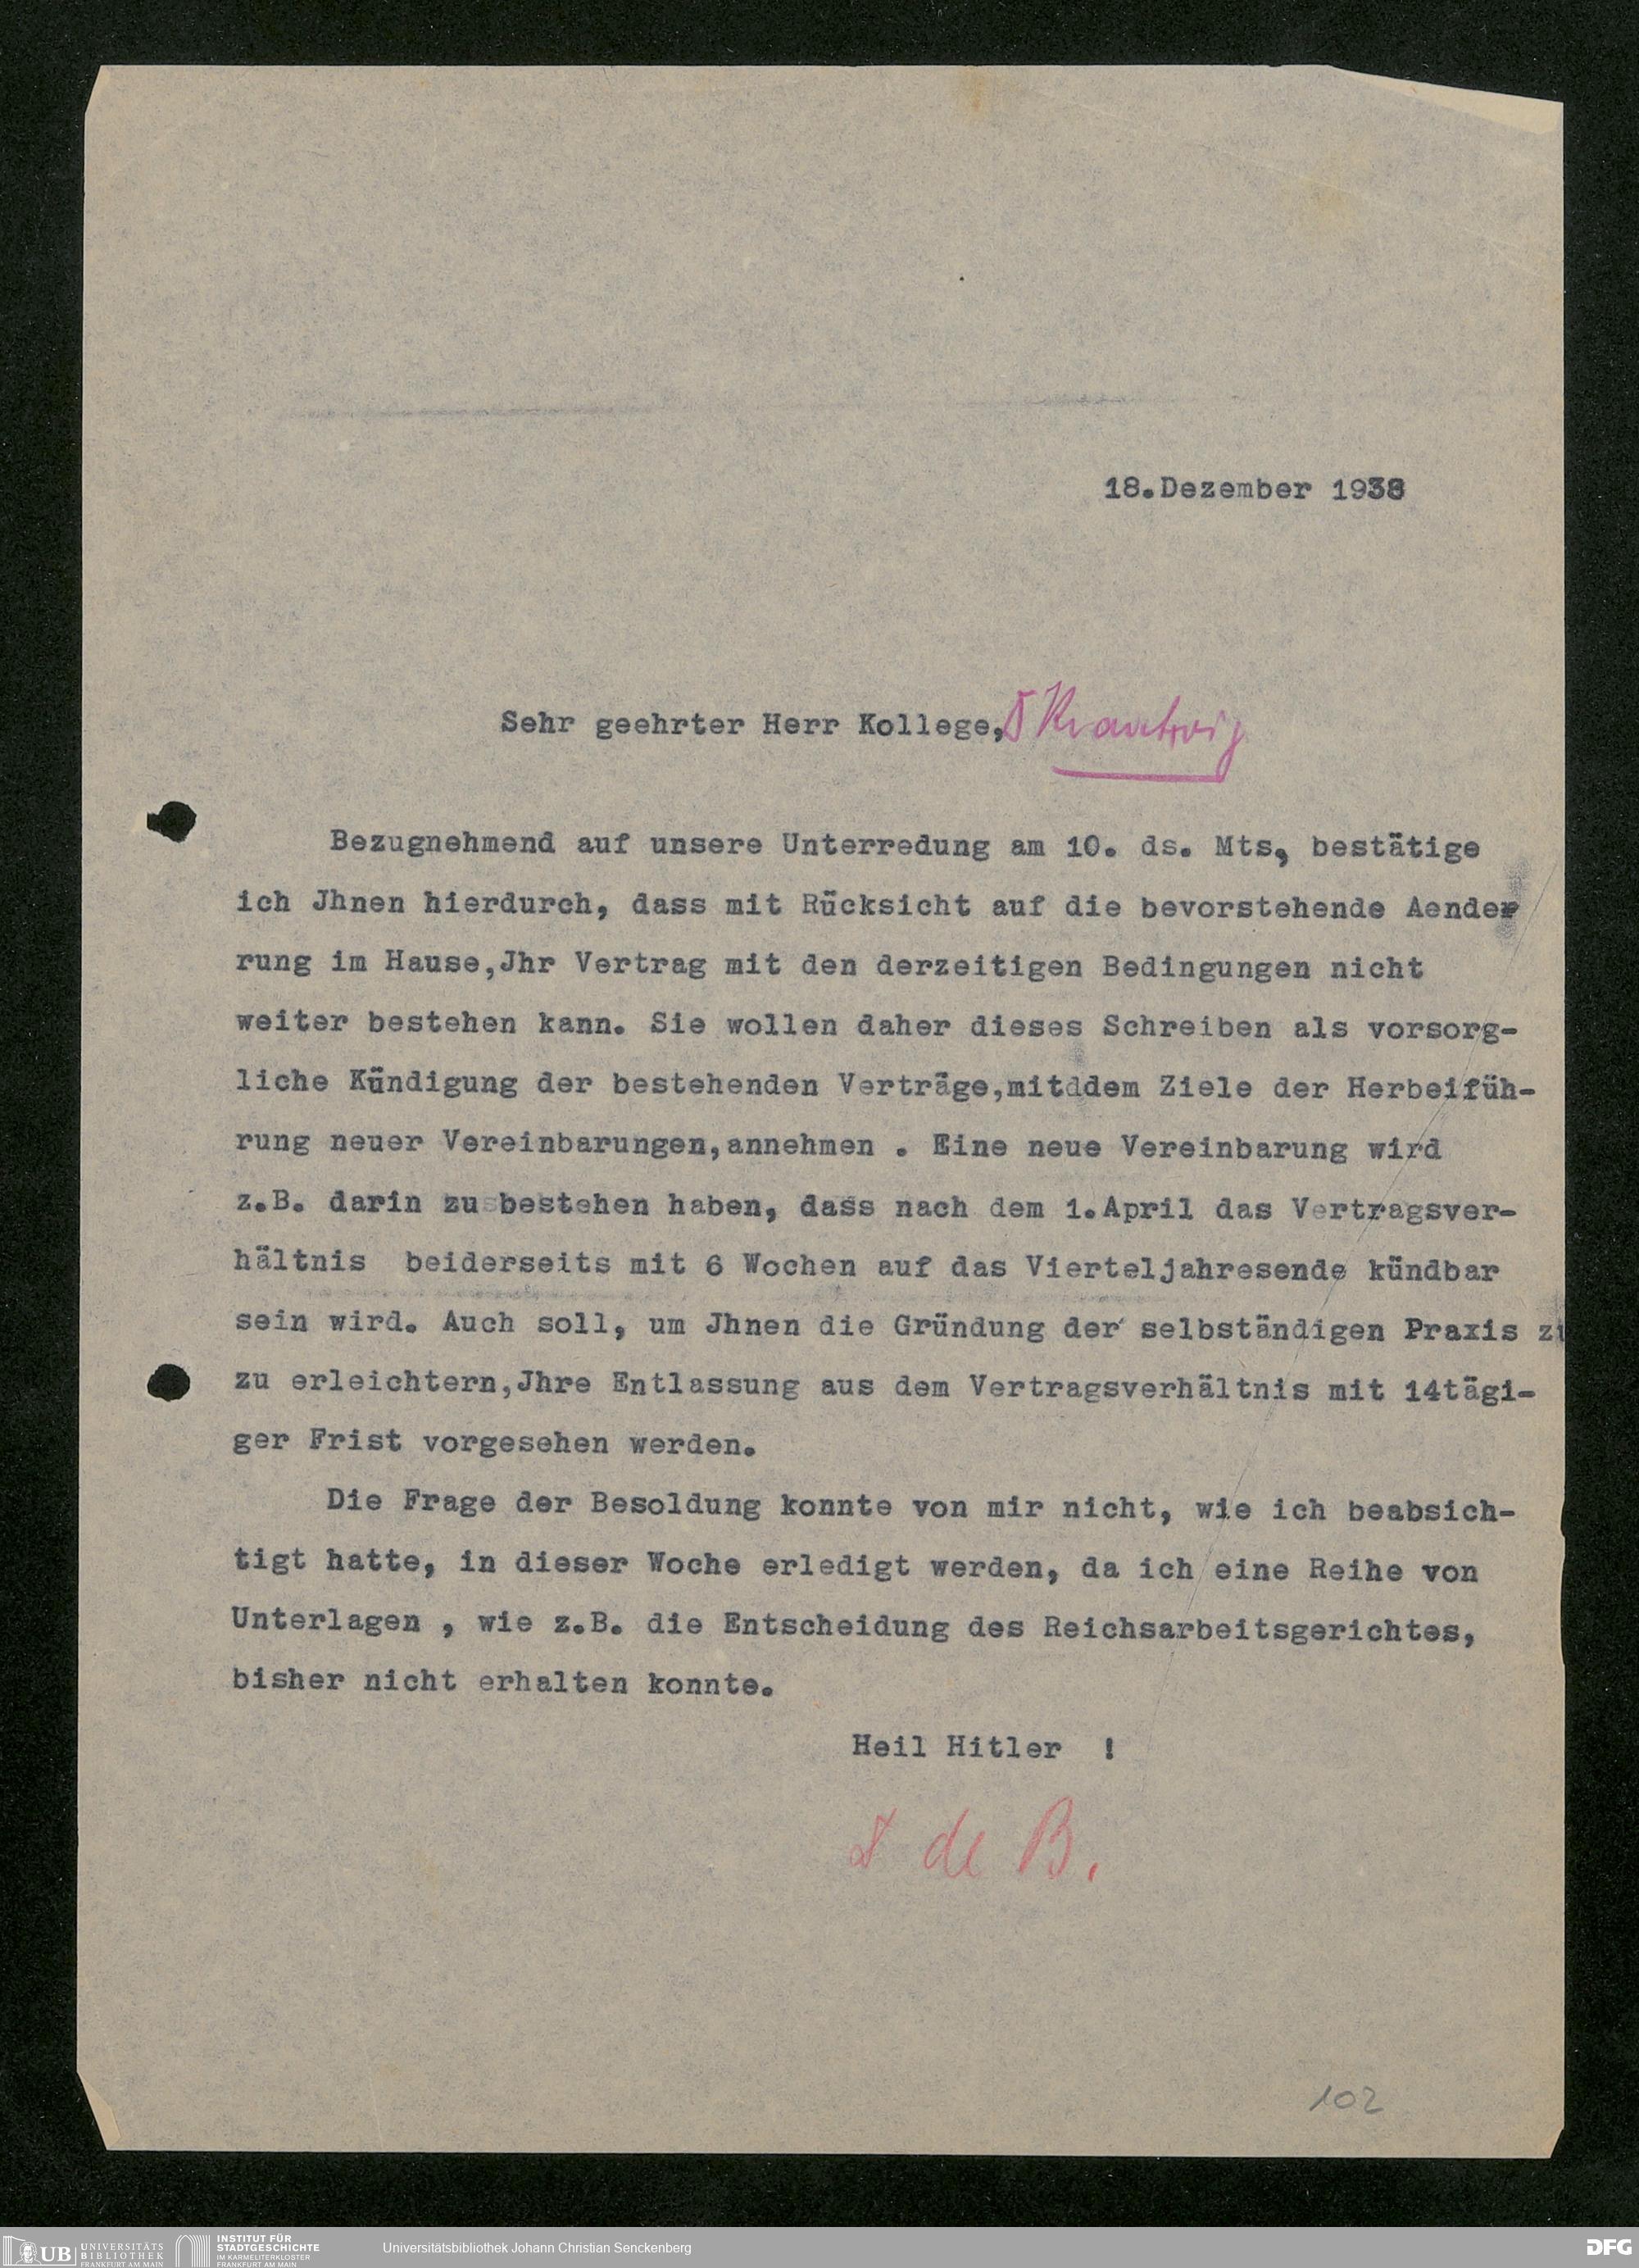 18.Dezember 1938
Sehr geehrter Herr Kollege, Krautwig
Bezugnehmend auf unsere Unterredung am 10. ds. Mts, bestätige
ich Jhnen hierdurch, dass mit Rücksicht auf die bevorstehende Aender
rung im Hause,Jhr Vertrag mit den derzeitigen Bedingungen nicht
weiter bestehen kann. Sie wollen daher dieses Schreiben als vorsorg-
liche Kündigung der bestehenden Verträge,mitddem Ziele der Herbeifüh-
rung neuer Vereinbarungen,annehmen . Eine neue Vereinbarung wird
z.B. darin zu bestehen haben, dass nach dem 1.April das Vertragsver-
hältnis beiderseits mit 6 Wochen auf das Vierteljahresende kündbar
sein wird. Auch soll, um Jhnen die Gründung der selbständigen Praxis zu
zu erleichtern,Jhre Entlassung aus dem Vertragsverhältnis mit 14tägi-
ger Frist vorgesehen werden.
Die Frage der Besoldung konnte von mir nicht, wie ich beabsich-
tigt hatte, in dieser Woche erledigt werden, da ich eine Reihe von
Unterlagen , wie z.B. die Entscheidung des Reichsarbeitsgerichtes,
bisher nicht erhalten konnte.
Heil Hitler !
de B.
102
UB UNIVERSITÄTS
BIBLIOTHEK
FRANKFURT AM MAIN
INSTITUT FÜR
STADTGESCHICHTE
IM KARMELITERKLOSTER
FRANKFURT AM MAIN
Universitätsbibliothek Johann Christian Senckenberg
DFG